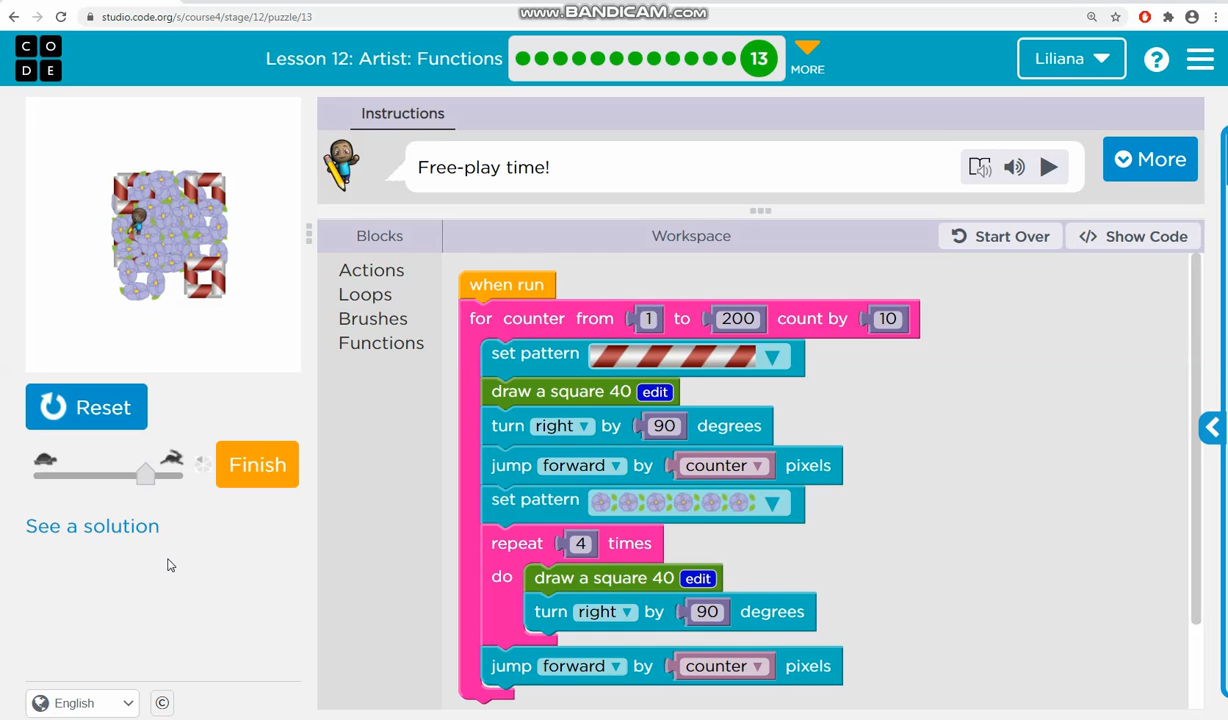 www.BANDICAM.com
studio.code.org/s/course4/stage/12/puzzle/13
C O
D E
Lesson 12: Artist: Functions
13
MORE
Liliana
?
Instructions
Free-play time!
More
Blocks
Workspace
Start Over
</> Show Code
Actions
Loops
Brushes
Functions
when run
for counter from 1 to 200 count by 10
set pattern
draw a square 40 edit
turn right by 90 degrees
jump forward by counter pixels
set pattern
repeat 4 times
do draw a square 40 edit
turn right by 90 degrees
jump forward by counter pixels
Reset
Finish
See a solution
English
©